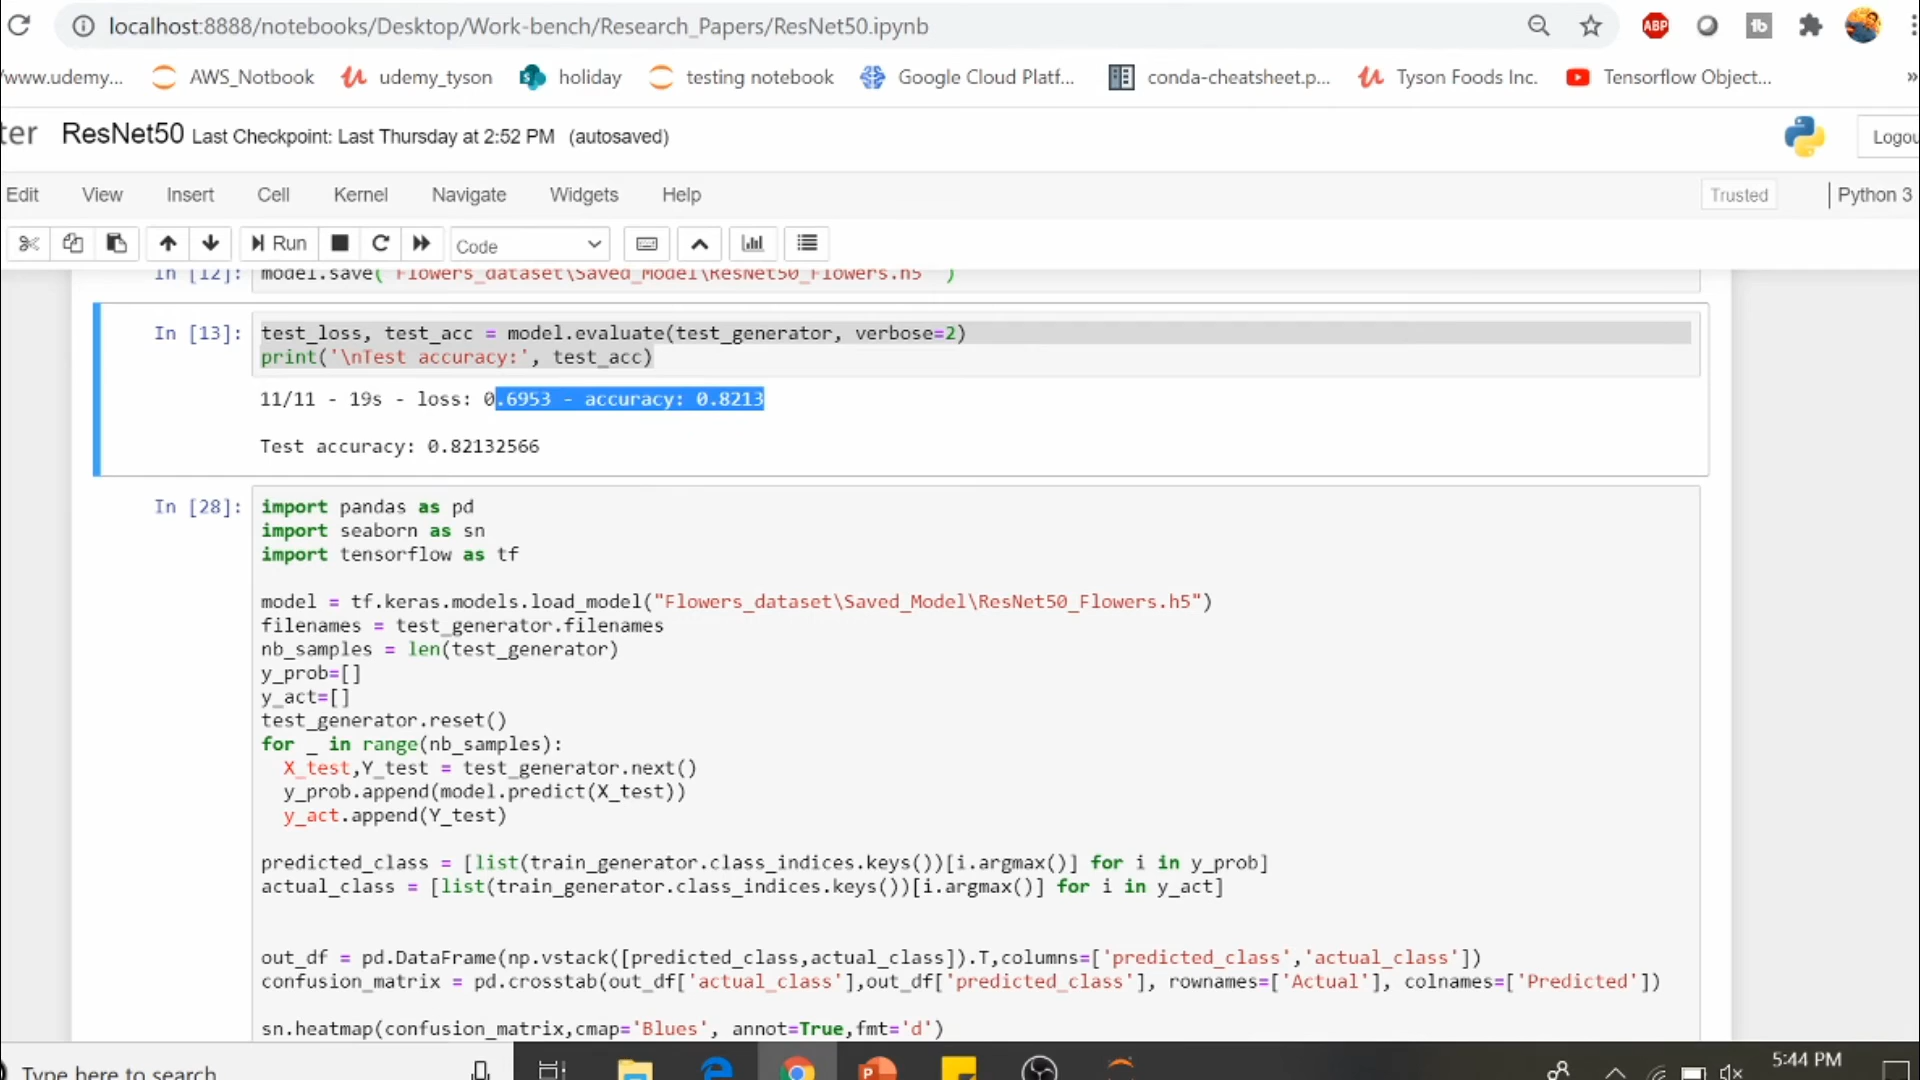 localhost:8888/notebooks/Desktop/Work-bench/Research_Papers/ResNet50.ipynb
ABP
www.udemy... AWS_Notbook udemy_tyson holiday testing notebook Google Cloud Platf... conda-cheatsheet.p... Tyson Foods Inc. Tensorflow Object... »
ter ResNet50 Last Checkpoint: Last Thursday at 2:52 PM (autosaved) Logou
Edit View Insert Cell Kernel Navigate Widgets Help Trusted Python 3
Run Code
In [12]: model.save( Flowers_dataset\Saved_Model\ResNet50_Flowers.h5 )
In [13]: test_loss, test_acc = model.evaluate(test_generator, verbose=2)
print('\nTest accuracy:', test_acc)
11/11 - 19s - loss: 0.6953 - accuracy: 0.8213
Test accuracy: 0.82132566
In [28]: import pandas as pd
import seaborn as sn
import tensorflow as tf
model = tf.keras.models.load_model("Flowers_dataset\Saved_Model\ResNet50_Flowers.h5")
filenames = test_generator.filenames
nb_samples = len(test_generator)
y_prob=[]
y_act=[]
test_generator.reset()
for _ in range(nb_samples):
X_test,Y_test = test_generator.next()
y_prob.append(model.predict(X_test))
y_act.append(Y_test)
predicted_class = [list(train_generator.class_indices.keys())[i.argmax()] for i in y_prob]
actual_class = [list(train_generator.class_indices.keys())[i.argmax()] for i in y_act]
out_df = pd.DataFrame(np.vstack([predicted_class,actual_class]).T,columns=['predicted_class','actual_class'])
confusion_matrix = pd.crosstab(out_df['actual_class'],out_df['predicted_class'], rownames=['Actual'], colnames=['Predicted'])
sn.heatmap(confusion_matrix,cmap='Blues', annot=True,fmt='d')
Type here to search 5:44 PM